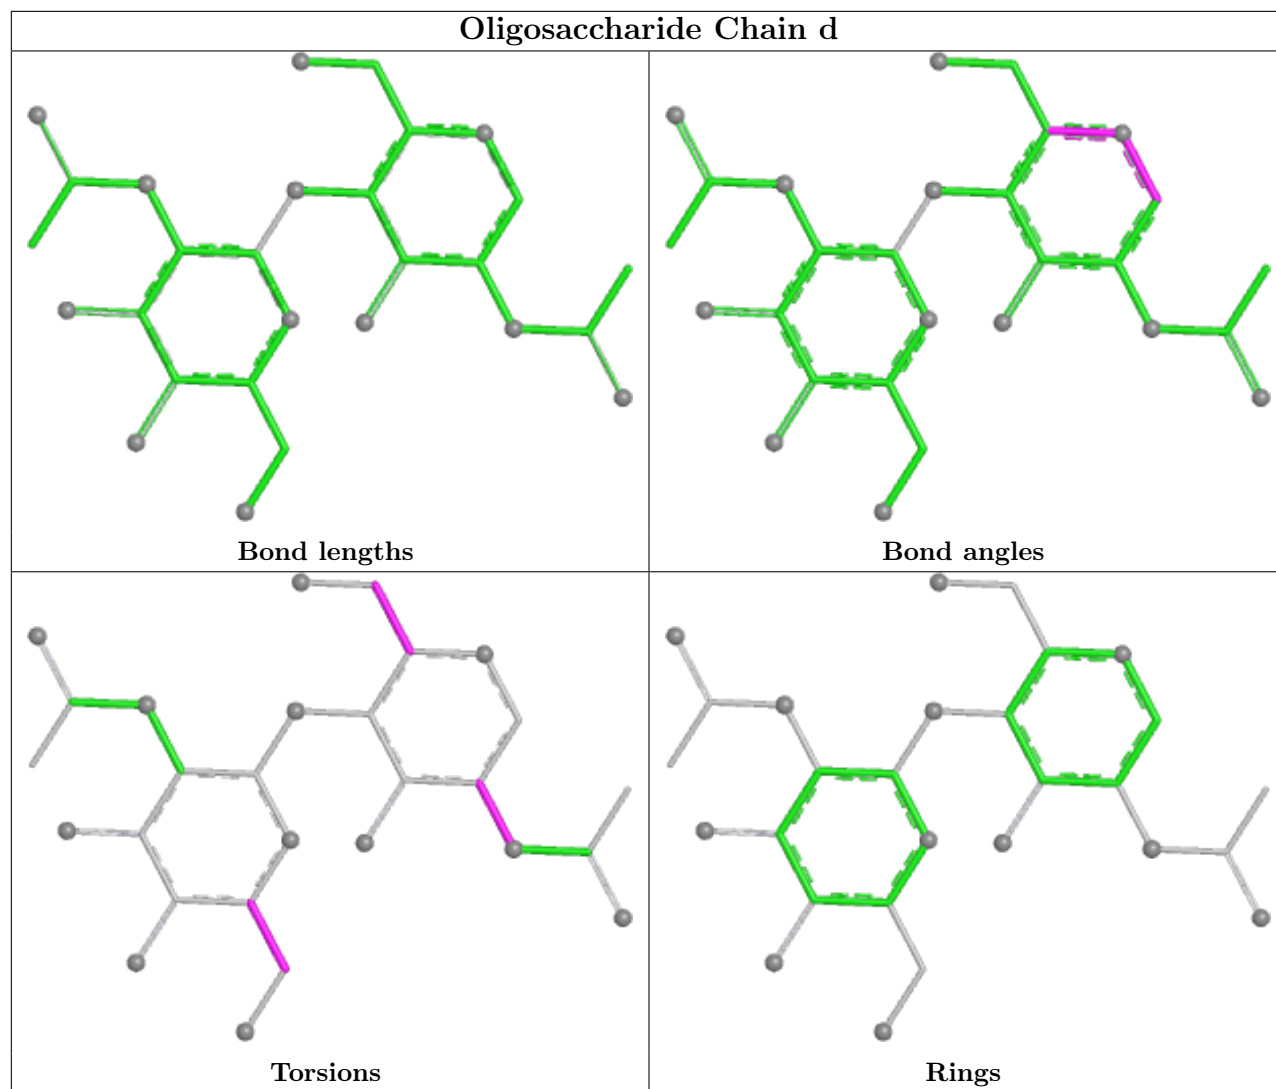 Oligosaccharide Chain d
Bond lengths
Bond angles
Torsions
Rings